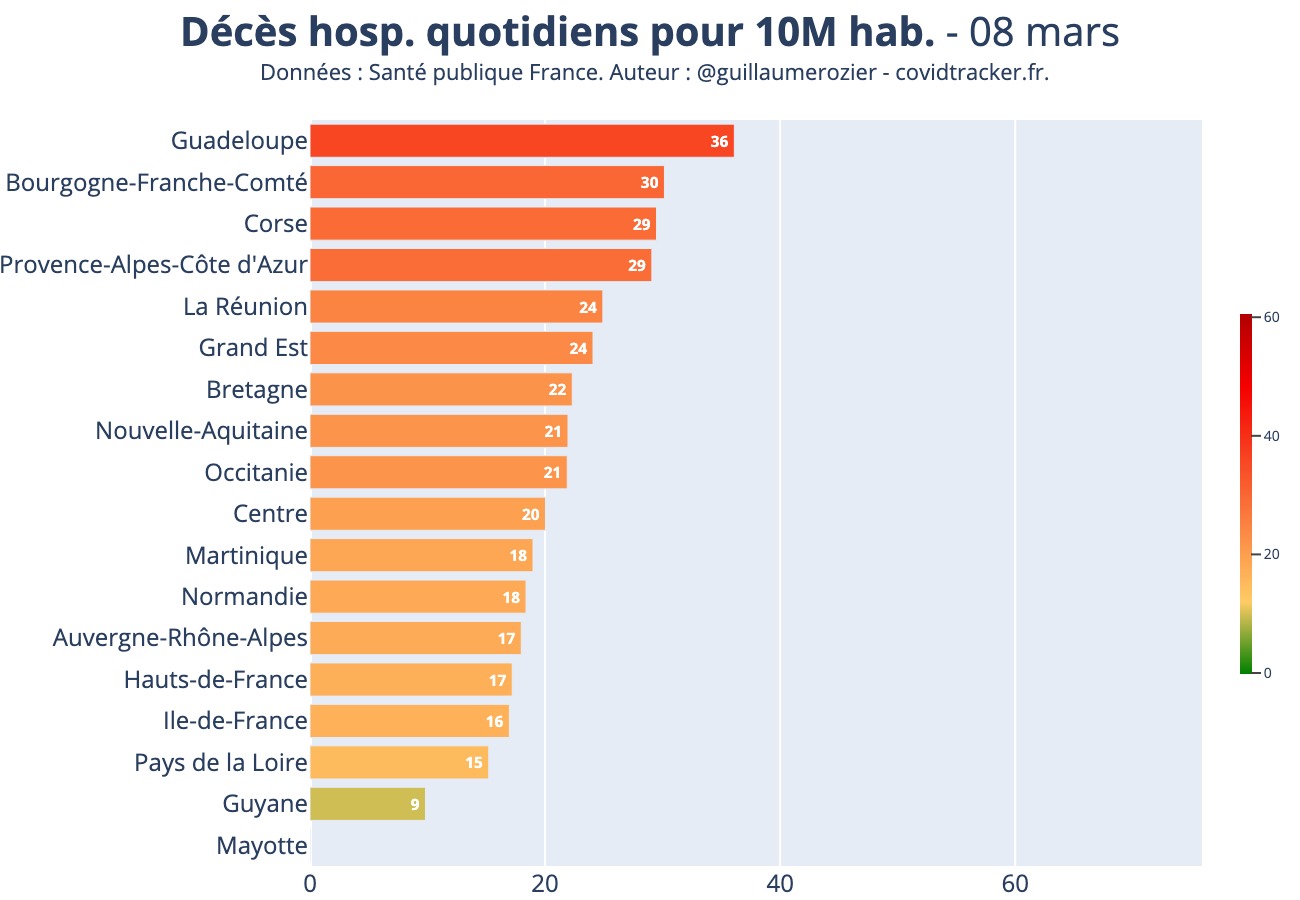 Décès hosp. quotidiens pour 10M hab. - 08 mars
Données : Santé publique France. Auteur : @guillaumerozier - covidtracker.fr.
Guadeloupe 36
Bourgogne-Franche-Comté 30
Corse 29
Provence-Alpes-Côte d'Azur 29
La Réunion 24
Grand Est 24
Bretagne 22
Nouvelle-Aquitaine 21
Occitanie 21
Centre 20
Martinique 18
Normandie 18
Auvergne-Rhône-Alpes 17
Hauts-de-France 17
Ile-de-France 16
Pays de la Loire 15
Guyane 9
Mayotte
0 20 40 60
60
40
20
0